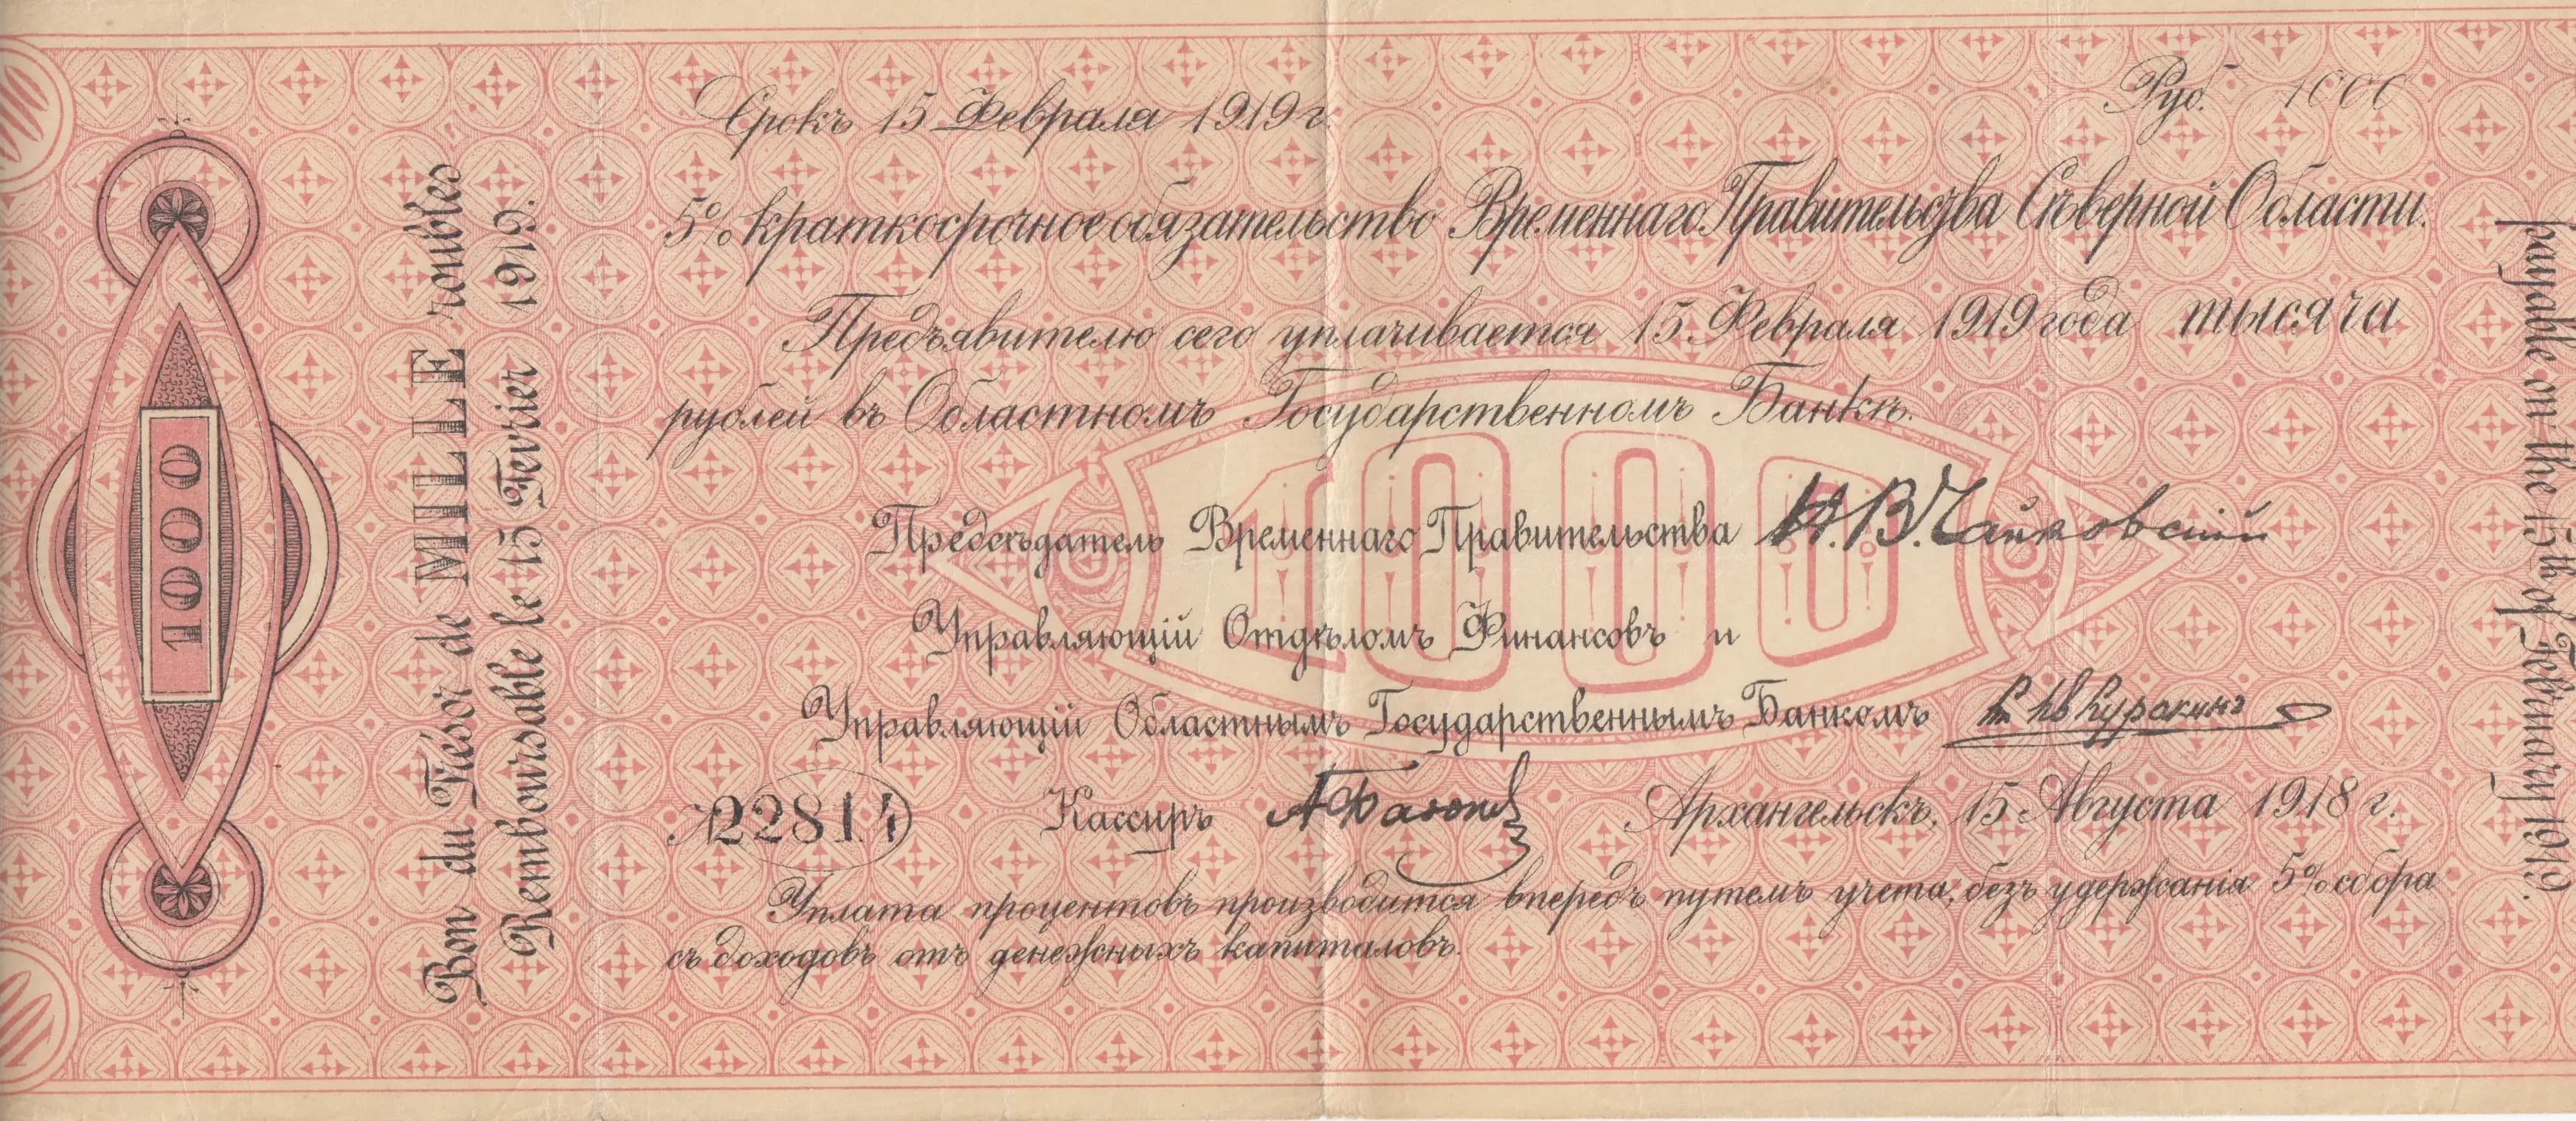 1000
Bon du Trésor de MILLE roubles
Remboursable le 15 Fevrier 1919.
Срокъ 15 Февраля 1919 г.
Руб. 1000
5% краткосрочное обязательство Временнаго Правительства Сѣверной Области.
Предъявителю сего уплачивается 15 Февраля 1919 года тысяча
рублей въ Областномъ Государственномъ Банкѣ.
1000
Предсѣдатель Временнаго Правительства Н.В.Чайковскій
Управляющій Отдѣломъ Финансовъ и
Управляющій Областнымъ Государственнымъ Банкомъ Куракинъ
№ 22814 Кассиръ Архангельскъ, 15 Августа 1918 г.
Уплата процентовъ производится впередъ путемъ учета, безъ удержанія 5% сбора
съ доходовъ отъ денежныхъ капиталовъ.
payable on the 15th of February 1919.